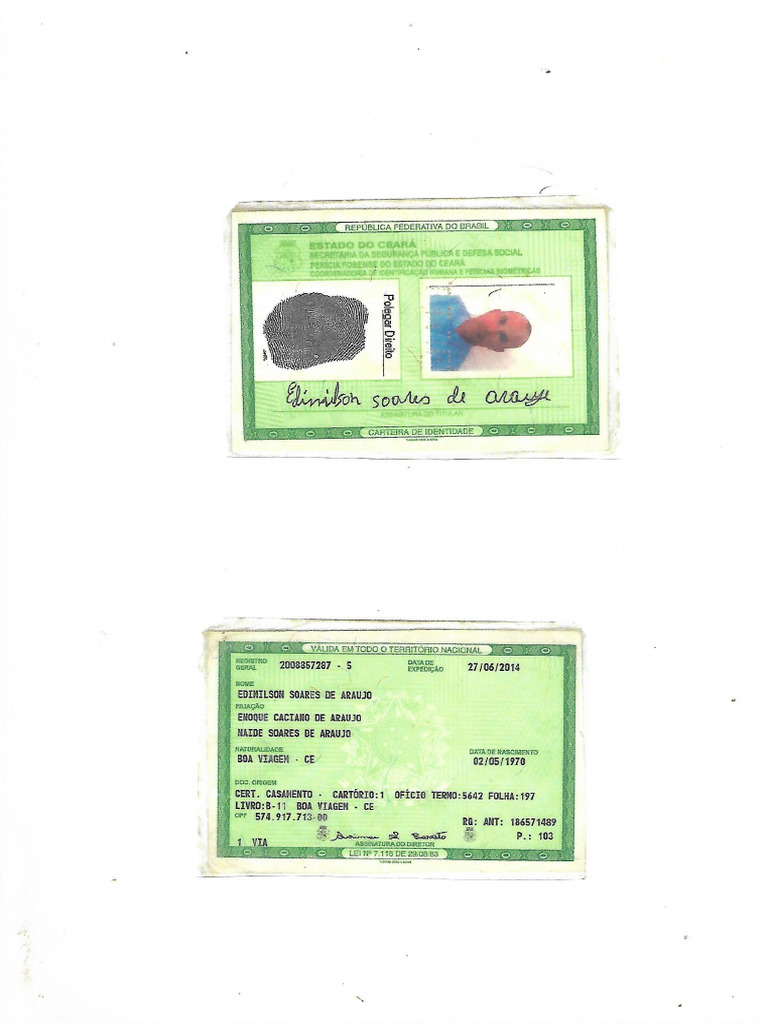 REPÚBLICA FEDERATIVA DO BRASIL
ESTADO DO CEARÁ
SECRETARIA DA SEGURANÇA PÚBLICA E DEFESA SOCIAL
PERÍCIA FORENSE DO ESTADO DO CEARÁ
COORDENADORIA DE IDENTIFICAÇÃO HUMANA E PERÍCIAS BIOMÉTRICAS
Polegar Direito
Edimilson soares de araujo
ASSINATURA DO TITULAR
CARTEIRA DE IDENTIDADE
VÁLIDA EM TODO O TERRITÓRIO NACIONAL
REGISTRO GERAL 2008857287 - 5 DATA DE EXPEDIÇÃO 27/06/2014
NOME
EDIMILSON SOARES DE ARAUJO
FILIAÇÃO
ENOQUE CACIANO DE ARAUJO
NAIDE SOARES DE ARAUJO
NATURALIDADE DATA DE NASCIMENTO
BOA VIAGEM - CE 02/05/1970
DOC. ORIGEM
CERT. CASAMENTO - CARTÓRIO:1 OFÍCIO TERMO:5642 FOLHA:197
LIVRO:B-11 BOA VIAGEM - CE
CPF 574.917.713-00 RG: ANT: 186571489
1 VIA P.: 103
ASSINATURA DO DIRETOR
LEI Nº 7.116 DE 29/08/83